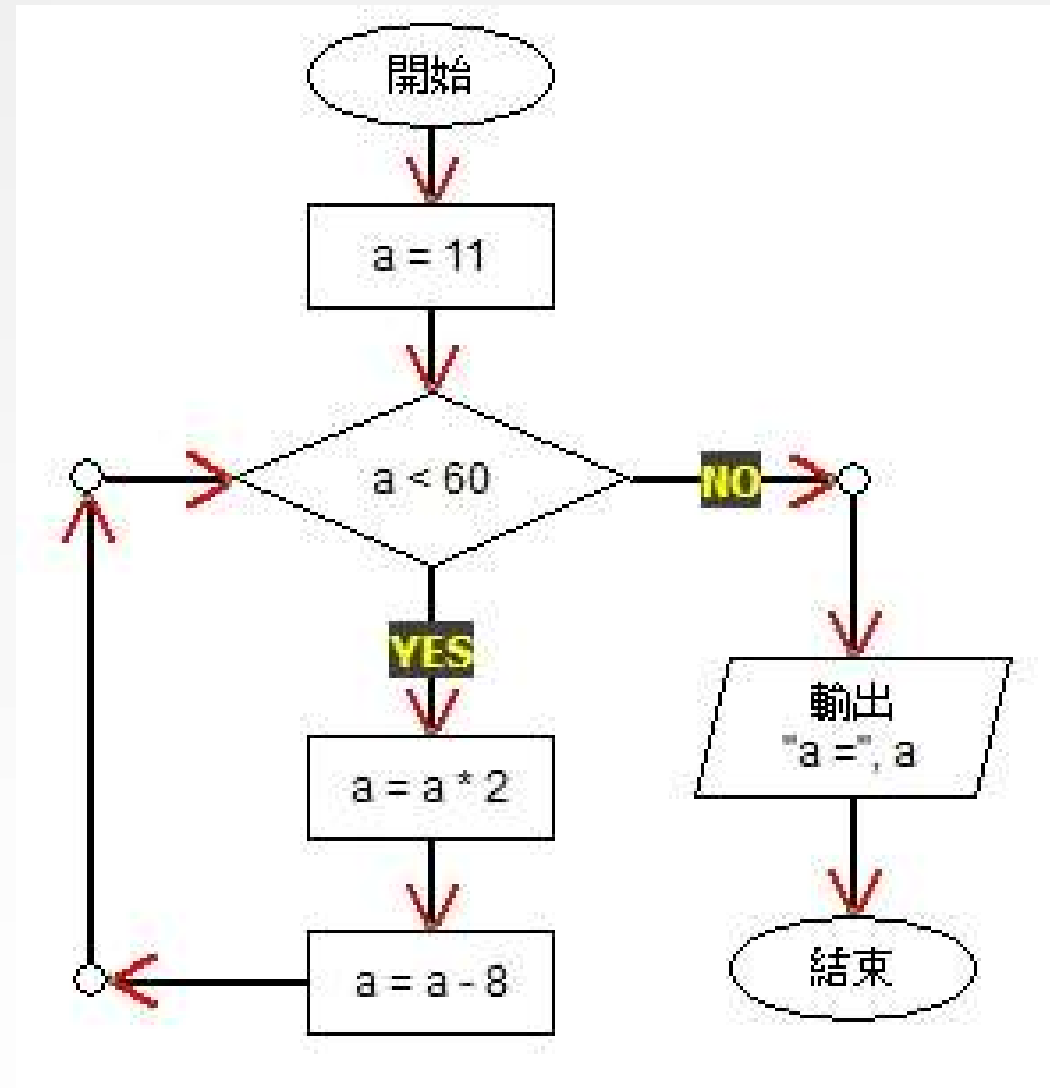 開始
a = 11
a < 60
NO
YES
a = a * 2
a = a - 8
輸出
"a =", a
結束